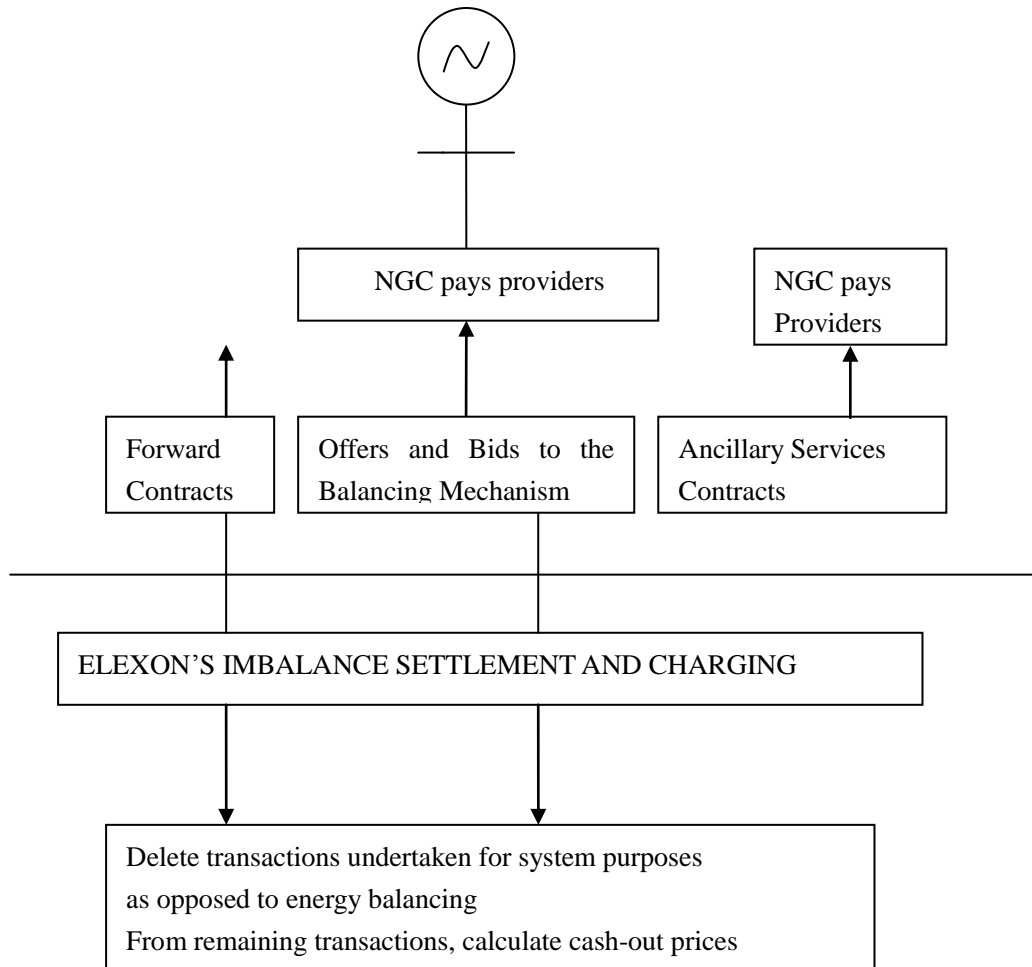 NGC pays providers
NGC pays
Providers
Forward
Contracts
Offers and Bids to the
Balancing Mechanism
Ancillary Services
Contracts
ELEXON’S IMBALANCE SETTLEMENT AND CHARGING
Delete transactions undertaken for system purposes
as opposed to energy balancing
From remaining transactions, calculate cash-out prices